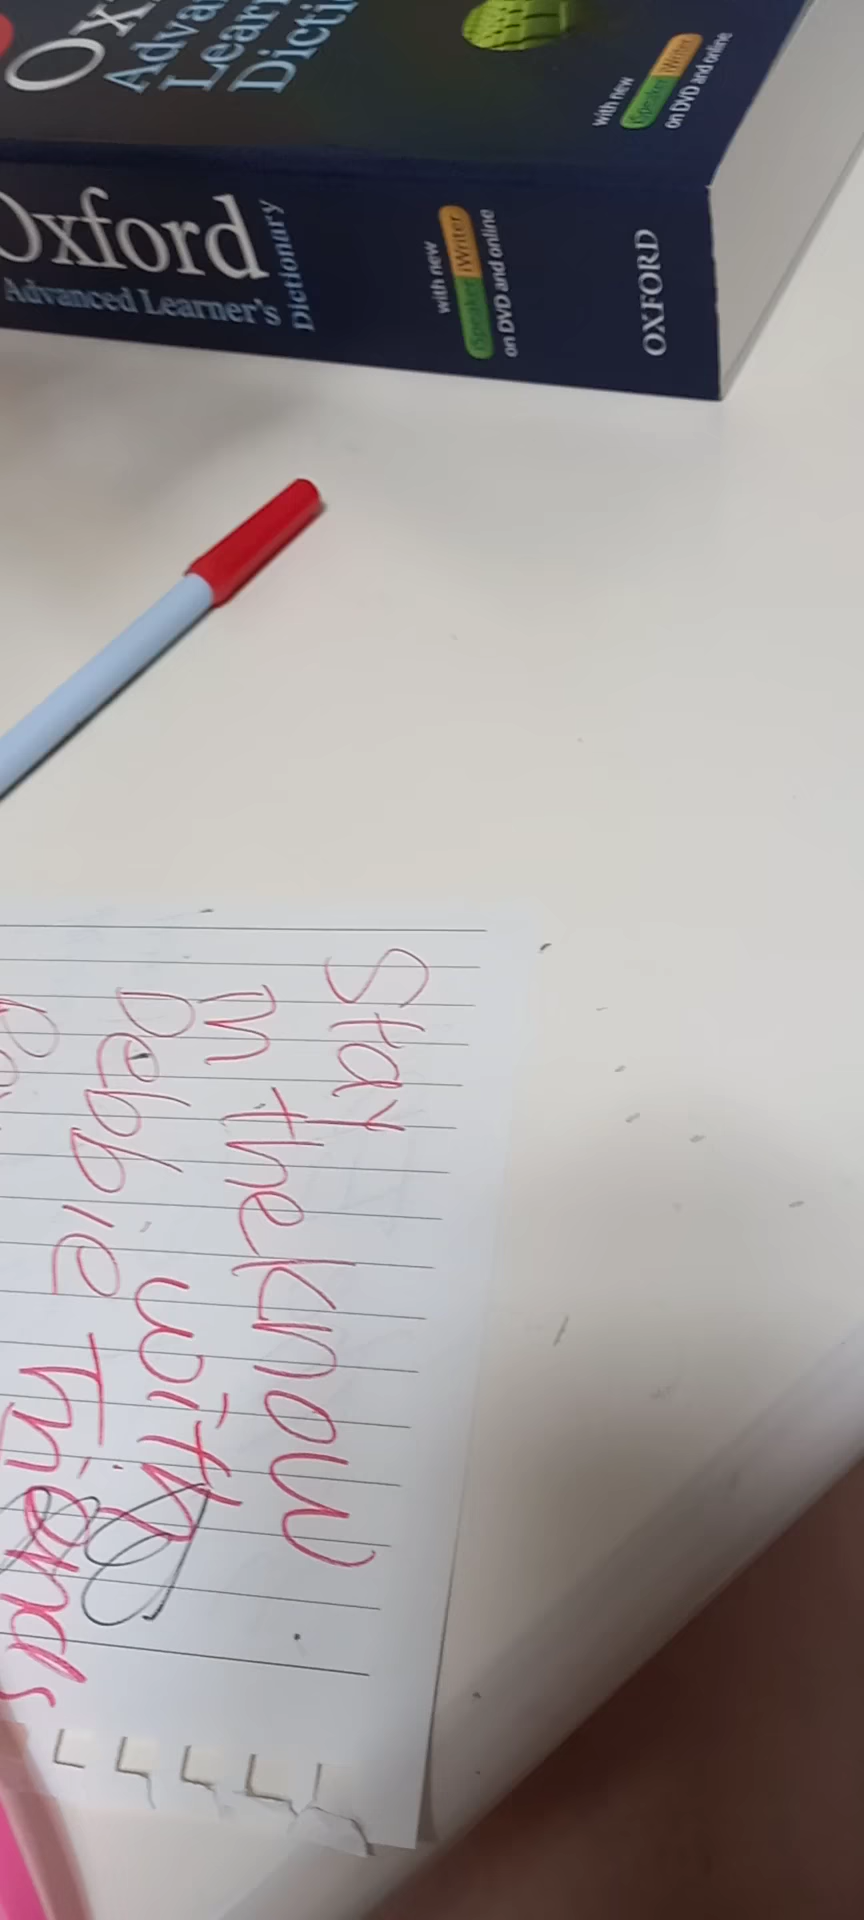 Oxford
Advanced Learner's
Dictionary
with new
iSpeaker iWriter
on DVD and online
OXFORD
with new
iSpeaker iWriter
on DVD and online
Stay
in the know
with
Debbie